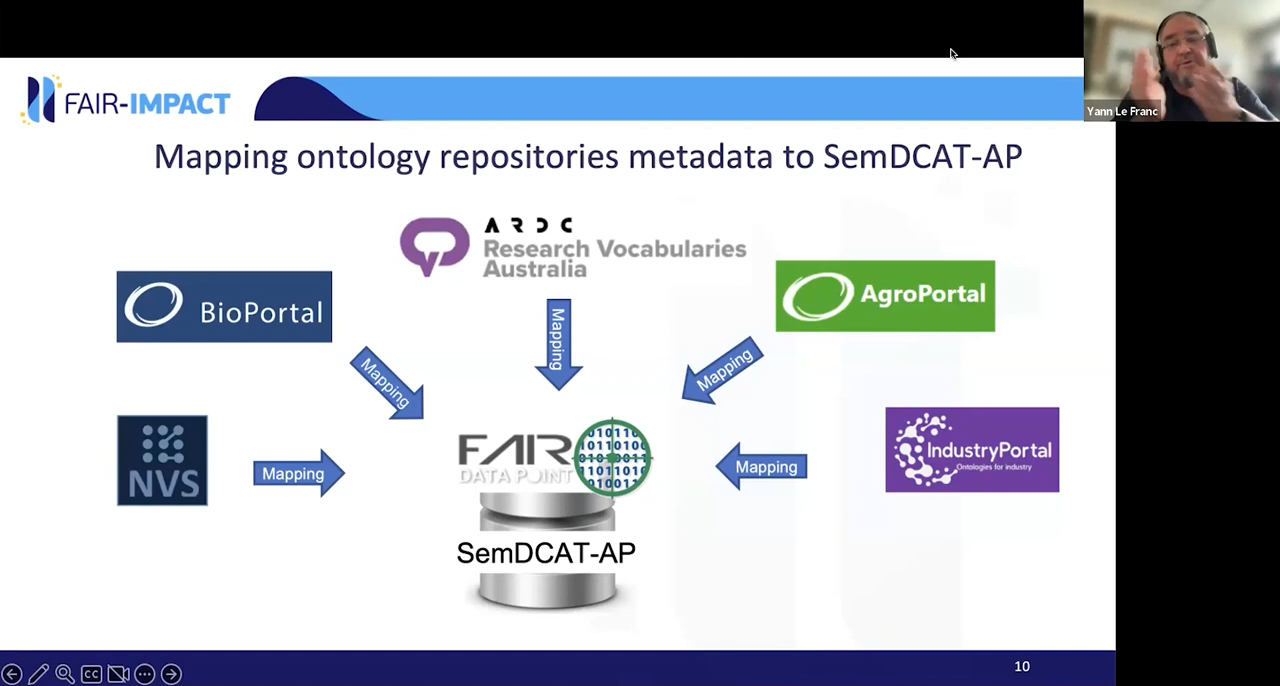 Yann Le Franc
FAIR-IMPACT
Mapping ontology repositories metadata to SemDCAT-AP
ARDC
Research Vocabularies
Australia
BioPortal
AgroPortal
Mapping
Mapping
Mapping
NVS
Mapping
FAIR
DATA POINT
Mapping
IndustryPortal
Ontologies for industry
SemDCAT-AP
CC
10